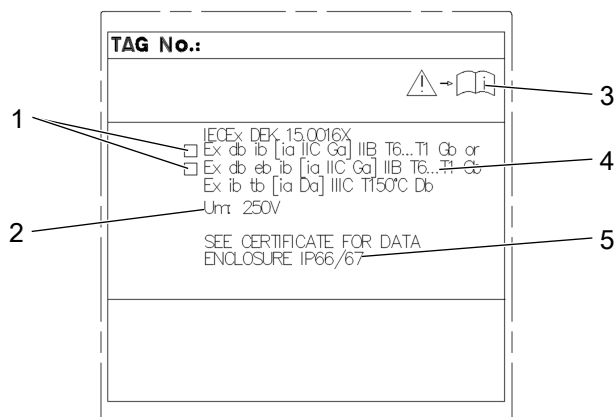 TAG No.:
IECEx DEK 15.0016X
Ex db ib [ia IIC Ga] IIB T6...T1 Gb or
Ex db eb ib [ia IIC Ga] IIB T6...T1 Gb
Ex ib tb [ia Da] IIIC T150°C Db
Um: 250V
SEE CERTIFICATE FOR DATA
ENCLOSURE IP66/67
1
2
3
4
5